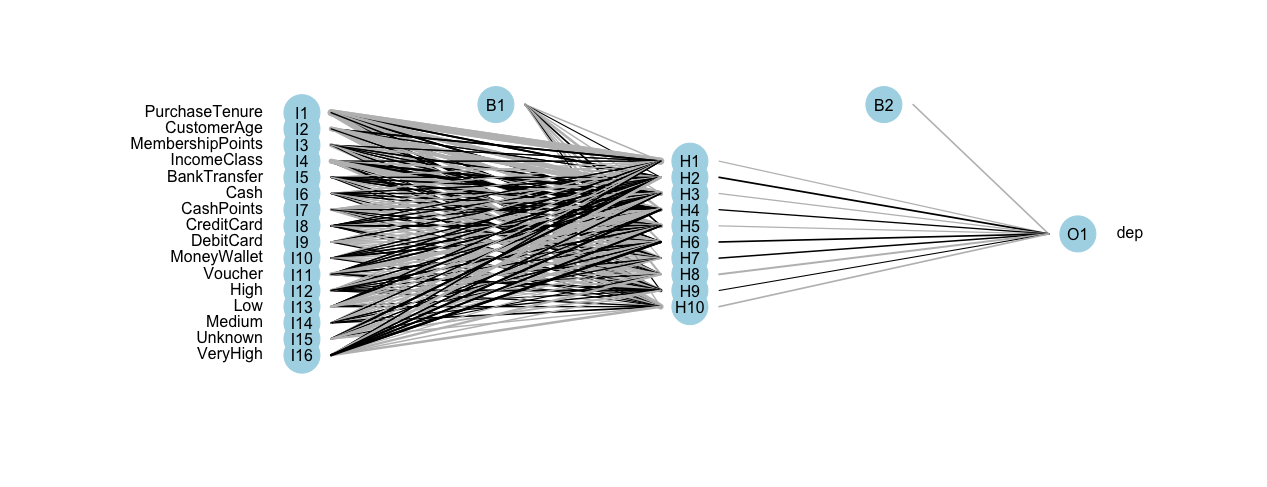 PurchaseTenure I1
CustomerAge I2
MembershipPoints I3
IncomeClass I4
BankTransfer I5
Cash I6
CashPoints I7
CreditCard I8
DebitCard I9
MoneyWallet I10
Voucher I11
High I12
Low I13
Medium I14
Unknown I15
VeryHigh I16
B1
H1
H2
H3
H4
H5
H6
H7
H8
H9
H10
B2
O1 dep